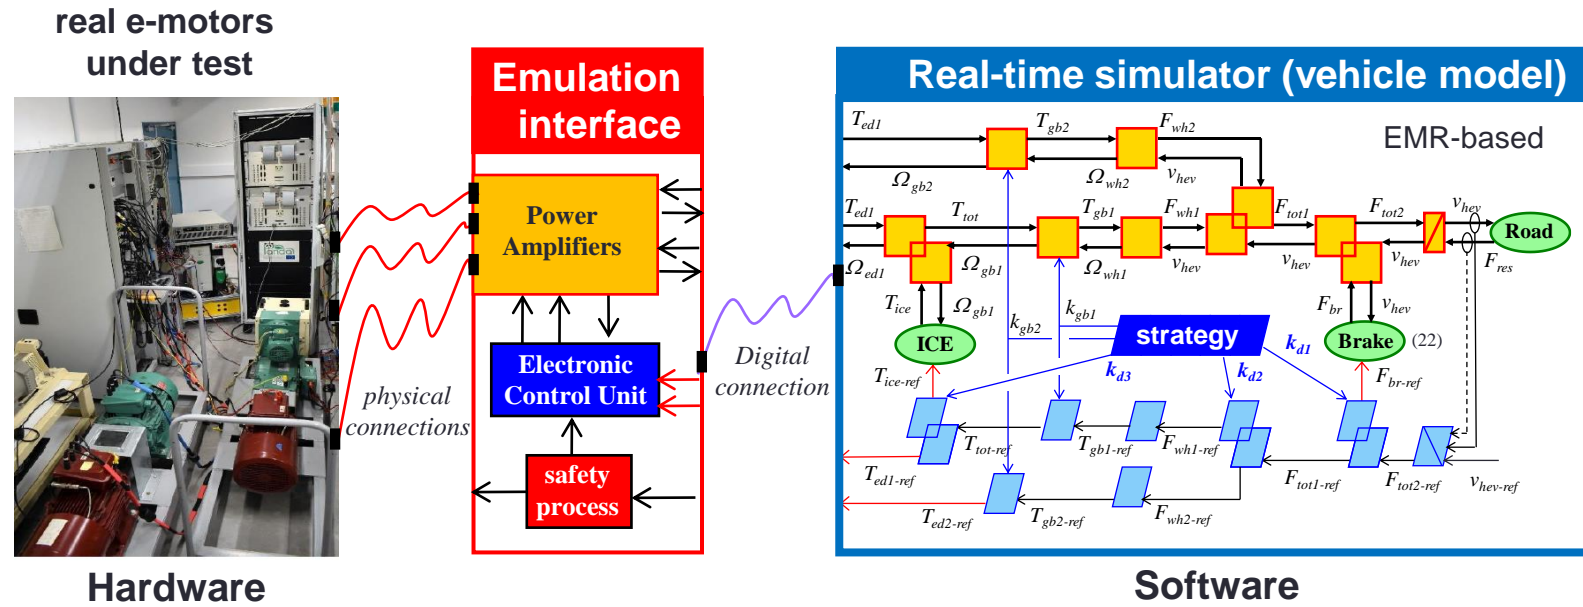 real e-motors
under test
Hardware
physical
connections
Emulation
interface
Power
Amplifiers
Electronic
Control Unit
safety
process
Digital
connection
Real-time simulator (vehicle model)
EMR-based
T_ed1
T_gb2
F_wh2
Ω_gb2
Ω_wh2
v_hev
T_ed1
T_tot
T_gb1
F_wh1
F_tot1
F_tot2
v_hev
Road
Ω_ed1
Ω_gb1
Ω_wh1
v_hev
v_hev
v_hev
F_res
T_ice
Ω_gb1
F_br
v_hev
ICE
k_gb2
k_gb1
strategy
k_d1
Brake
(22)
T_ice-ref
k_d3
k_d2
F_br-ref
T_tot-ref
T_gb1-ref
F_wh1-ref
T_ed1-ref
F_tot1-ref
F_tot2-ref
v_hev-ref
T_ed2-ref
T_gb2-ref
F_wh2-ref
Software